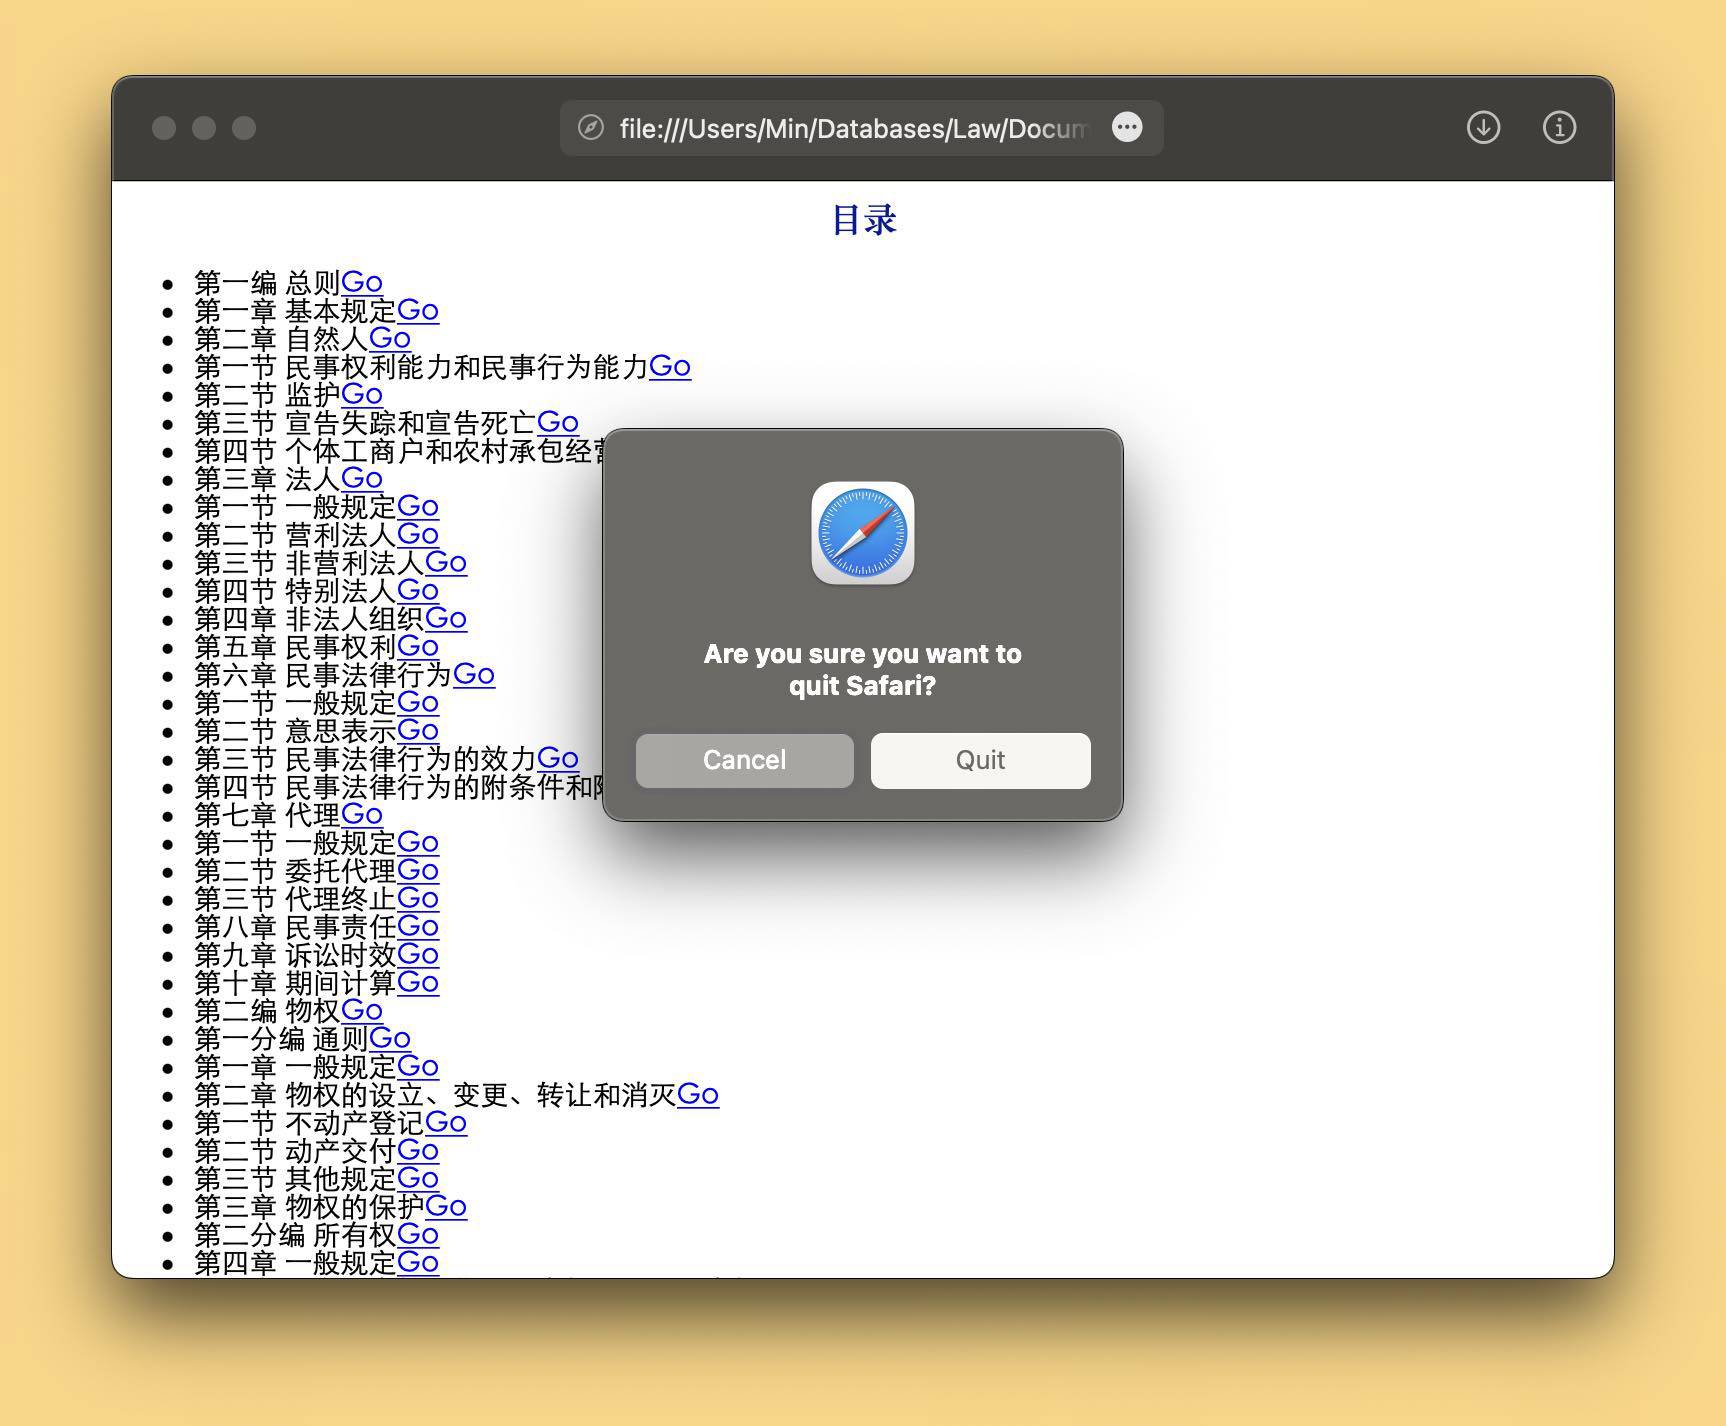 file:///Users/Min/Databases/Law/Docum
目录
第一编 总则Go
第一章 基本规定Go
第二章 自然人Go
第一节 民事权利能力和民事行为能力Go
第二节 监护Go
第三节 宣告失踪和宣告死亡Go
第四节 个体工商户和农村承包经营
第三章 法人Go
第一节 一般规定Go
第二节 营利法人Go
第三节 非营利法人Go
第四节 特别法人Go
第四章 非法人组织Go
第五章 民事权利Go
第六章 民事法律行为Go
第一节 一般规定Go
第二节 意思表示Go
第三节 民事法律行为的效力Go
第四节 民事法律行为的附条件和
第七章 代理Go
第一节 一般规定Go
第二节 委托代理Go
第三节 代理终止Go
第八章 民事责任Go
第九章 诉讼时效Go
第十章 期间计算Go
第二编 物权Go
第一分编 通则Go
第一章 一般规定Go
第二章 物权的设立、变更、转让和消灭Go
第一节 不动产登记Go
第二节 动产交付Go
第三节 其他规定Go
第三章 物权的保护Go
第二分编 所有权Go
第四章 一般规定Go
Are you sure you want to
quit Safari?
Cancel
Quit